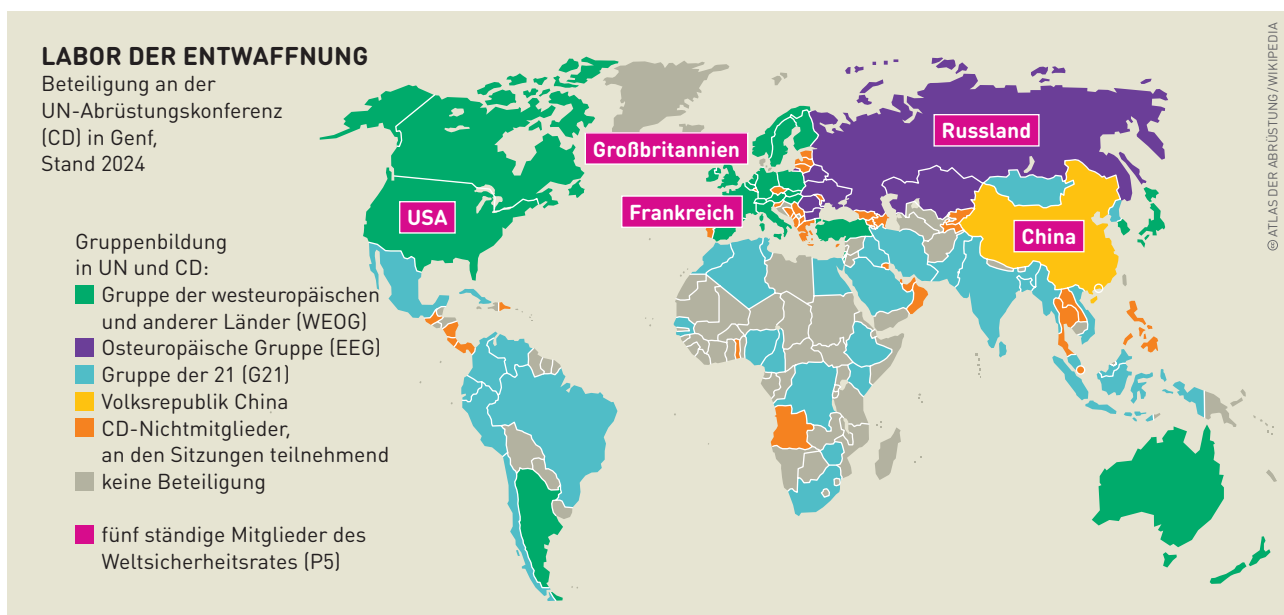 LABOR DER ENTWAFFNUNG
Beteiligung an der
UN-Abrüstungskonferenz
(CD) in Genf,
Stand 2024
Gruppenbildung
in UN und CD:
Gruppe der westeuropäischen
und anderer Länder (WEOG)
Osteuropäische Gruppe (EEG)
Gruppe der 21 (G21)
Volksrepublik China
CD-Nichtmitglieder,
an den Sitzungen teilnehmend
keine Beteiligung
fünf ständige Mitglieder des
Weltsicherheitsrates (P5)
USA
Großbritannien
Frankreich
Russland
China
© ATLAS DER ABRÜSTUNG/WIKIPEDIA